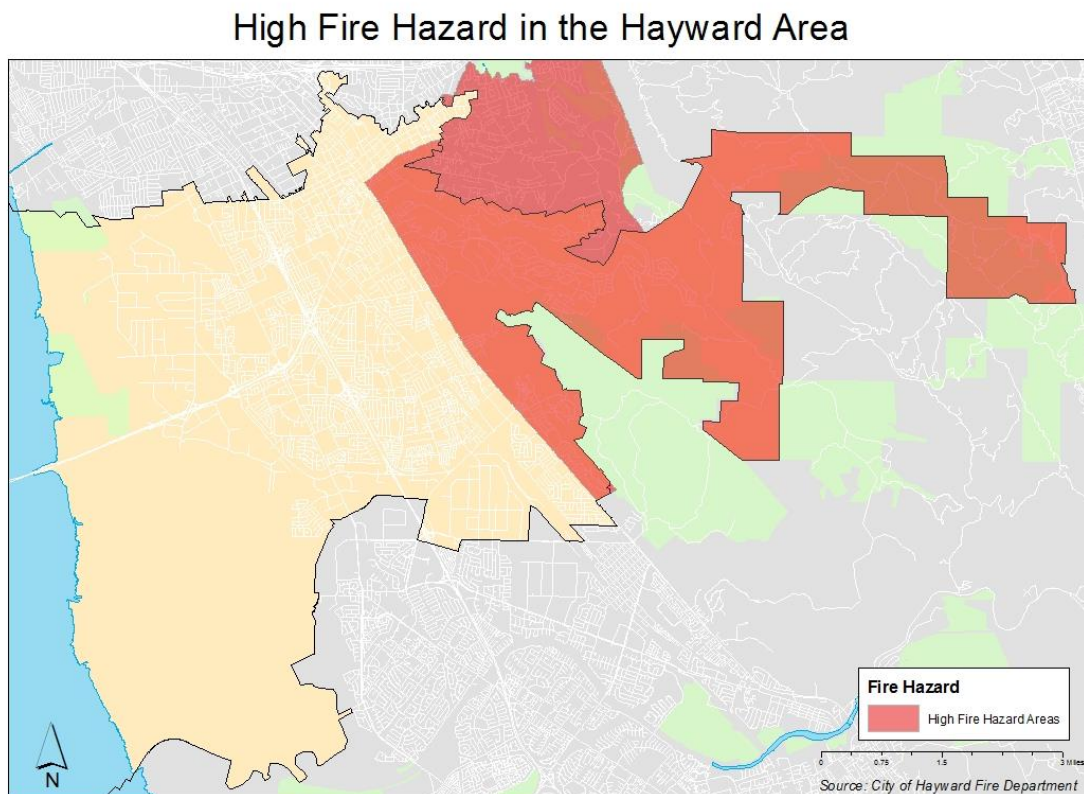 High Fire Hazard in the Hayward Area
Fire Hazard
High Fire Hazard Areas
N
0 0.75 1.5 3 Miles
Source: City of Hayward Fire Department